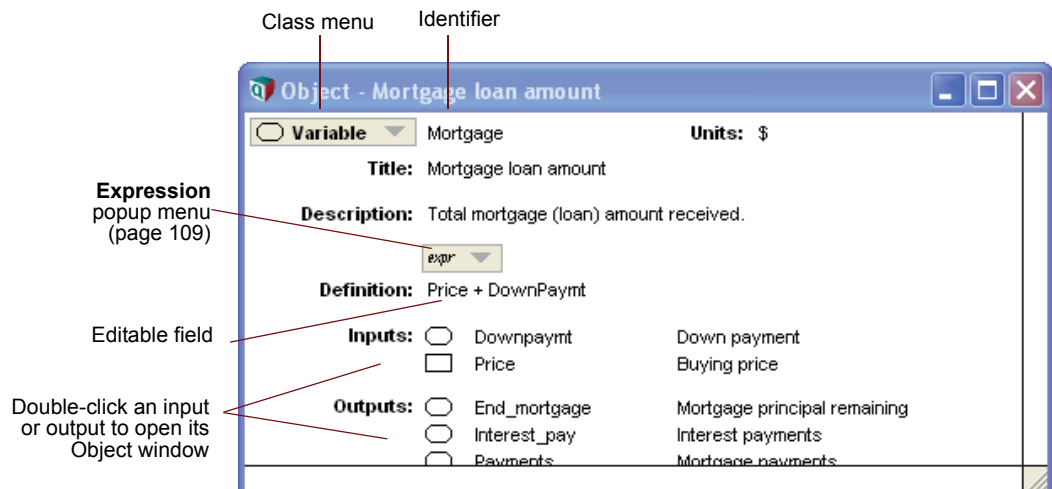 Class menu
Identifier
Object - Mortgage loan amount
Variable Mortgage Units: $
Title: Mortgage loan amount
Expression
popup menu
(page 109)
Description: Total mortgage (loan) amount received.
expr
Definition: Price + DownPaymt
Editable field
Inputs: Downpaymt Down payment
Price Buying price
Double-click an input
or output to open its
Object window
Outputs: End_mortgage Mortgage principal remaining
Interest_pay Interest payments
Payments Mortgage payments